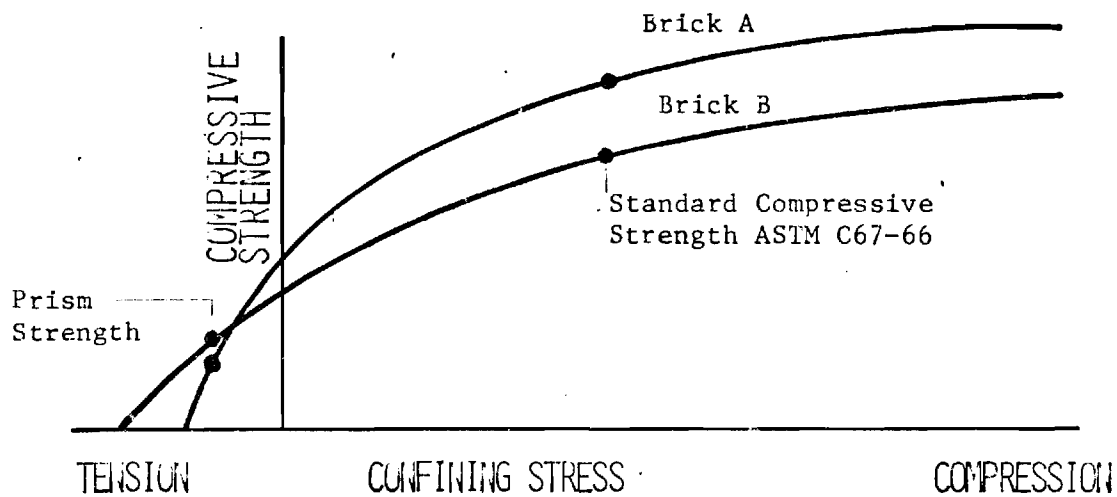 Brick A
Brick B
COMPRESSIVE
STRENGTH
Standard Compressive
Strength ASTM C67-66
Prism
Strength
TENSION
CONFINING STRESS
COMPRESSION